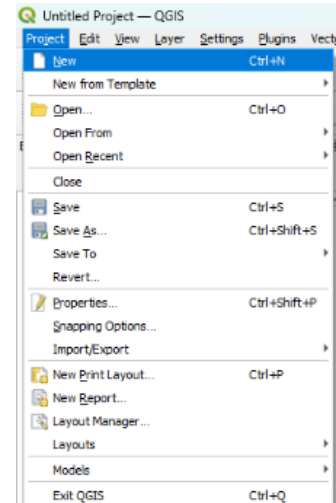 Untitled Project — QGIS
Project Edit View Layer Settings Plugins Vect
New Ctrl+N
New from Template
Open... Ctrl+O
Open From
Open Recent
Close
Save Ctrl+S
Save As... Ctrl+Shift+S
Save To
Revert...
Properties... Ctrl+Shift+P
Snapping Options...
Import/Export
New Print Layout... Ctrl+P
New Report...
Layout Manager...
Layouts
Models
Exit QGIS Ctrl+Q